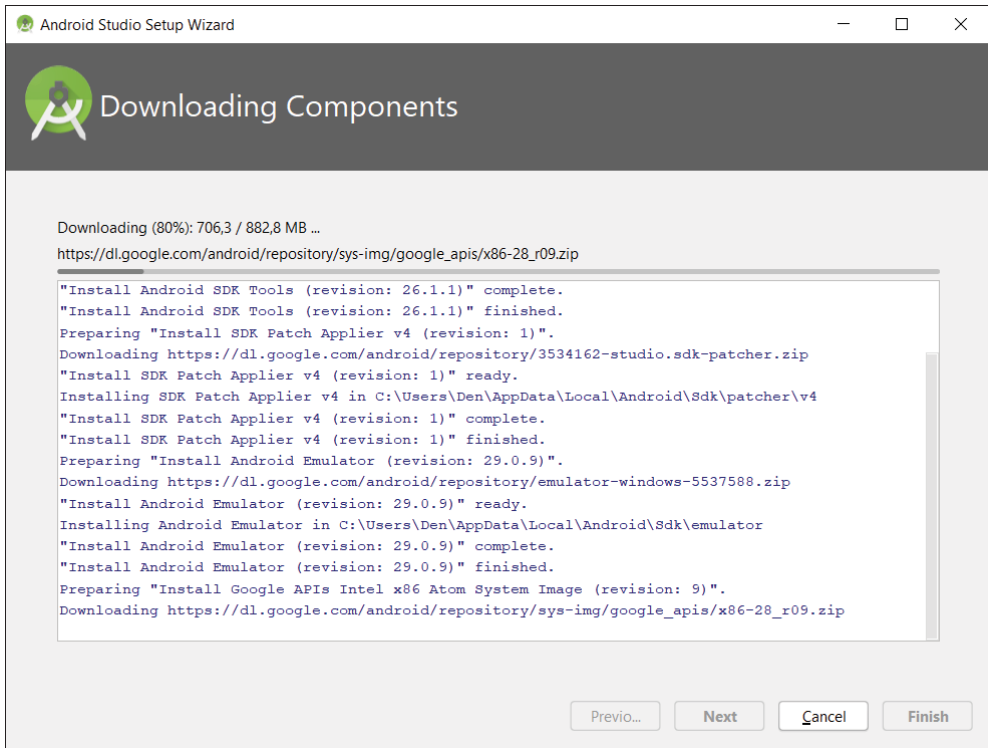 Android Studio Setup Wizard
Downloading Components
Downloading (80%): 706,3 / 882,8 MB ...
https://dl.google.com/android/repository/sys-img/google_apis/x86-28_r09.zip
"Install Android SDK Tools (revision: 26.1.1)" complete.
"Install Android SDK Tools (revision: 26.1.1)" finished.
Preparing "Install SDK Patch Applier v4 (revision: 1)".
Downloading https://dl.google.com/android/repository/3534162-studio.sdk-patcher.zip
"Install SDK Patch Applier v4 (revision: 1)" ready.
Installing SDK Patch Applier v4 in C:\Users\Den\AppData\Local\Android\Sdk\patcher\v4
"Install SDK Patch Applier v4 (revision: 1)" complete.
"Install SDK Patch Applier v4 (revision: 1)" finished.
Preparing "Install Android Emulator (revision: 29.0.9)".
Downloading https://dl.google.com/android/repository/emulator-windows-5537588.zip
"Install Android Emulator (revision: 29.0.9)" ready.
Installing Android Emulator in C:\Users\Den\AppData\Local\Android\Sdk\emulator
"Install Android Emulator (revision: 29.0.9)" complete.
"Install Android Emulator (revision: 29.0.9)" finished.
Preparing "Install Google APIs Intel x86 Atom System Image (revision: 9)".
Downloading https://dl.google.com/android/repository/sys-img/google_apis/x86-28_r09.zip
Previo... Next Cancel Finish